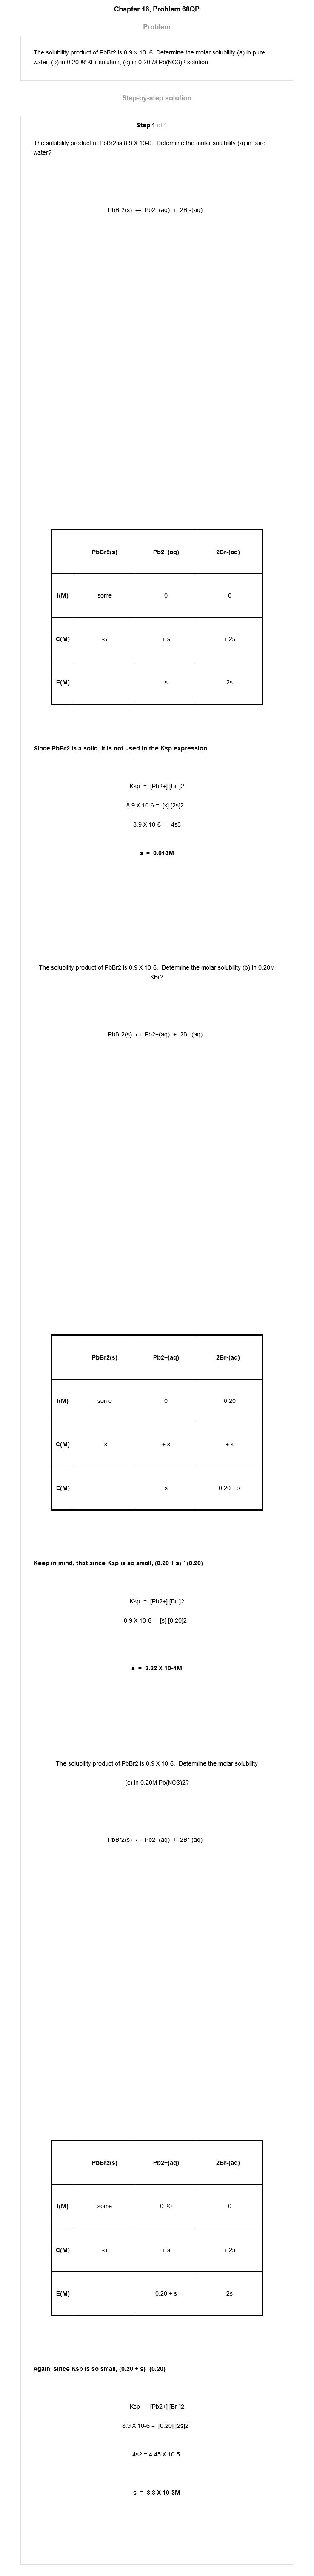 Chapter 16, Problem 68QP
Problem
The solubility product of PbBr2 is 8.9 × 10–6. Determine the molar solubility (a) in pure
water, (b) in 0.20 M KBr solution, (c) in 0.20 M Pb(NO3)2 solution.
Step-by-step solution
Step 1 of 1
The solubility product of PbBr2 is 8.9 X 10-6.  Determine the molar solubility (a) in pure
water?
PbBr2(s) ↔ Pb2+(aq) + 2Br-(aq)
PbBr2(s) Pb2+(aq) 2Br-(aq)
I(M) some 0 0
C(M) -s + s + 2s
E(M) s 2s
Since PbBr2 is a solid, it is not used in the Ksp expression.
Ksp = [Pb2+] [Br-]2
8.9 X 10-6 = [s] [2s]2
8.9 X 10-6 = 4s3
s = 0.013M
The solubility product of PbBr2 is 8.9 X 10-6.  Determine the molar solubility (b) in 0.20M
KBr?
PbBr2(s) ↔ Pb2+(aq) + 2Br-(aq)
PbBr2(s) Pb2+(aq) 2Br-(aq)
I(M) some 0 0.20
C(M) -s + s + s
E(M) s 0.20 + s
Keep in mind, that since Ksp is so small, (0.20 + s) ~ (0.20)
Ksp = [Pb2+] [Br-]2
8.9 X 10-6 = [s] [0.20]2
s = 2.22 X 10-4M
The solubility product of PbBr2 is 8.9 X 10-6.  Determine the molar solubility
(c) in 0.20M Pb(NO3)2?
PbBr2(s) ↔ Pb2+(aq) + 2Br-(aq)
PbBr2(s) Pb2+(aq) 2Br-(aq)
I(M) some 0.20 0
C(M) -s + s + 2s
E(M) 0.20 + s 2s
Again, since Ksp is so small, (0.20 + s)~ (0.20)
Ksp = [Pb2+] [Br-]2
8.9 X 10-6 = [0.20] [2s]2
4s2 = 4.45 X 10-5
s = 3.3 X 10-3M